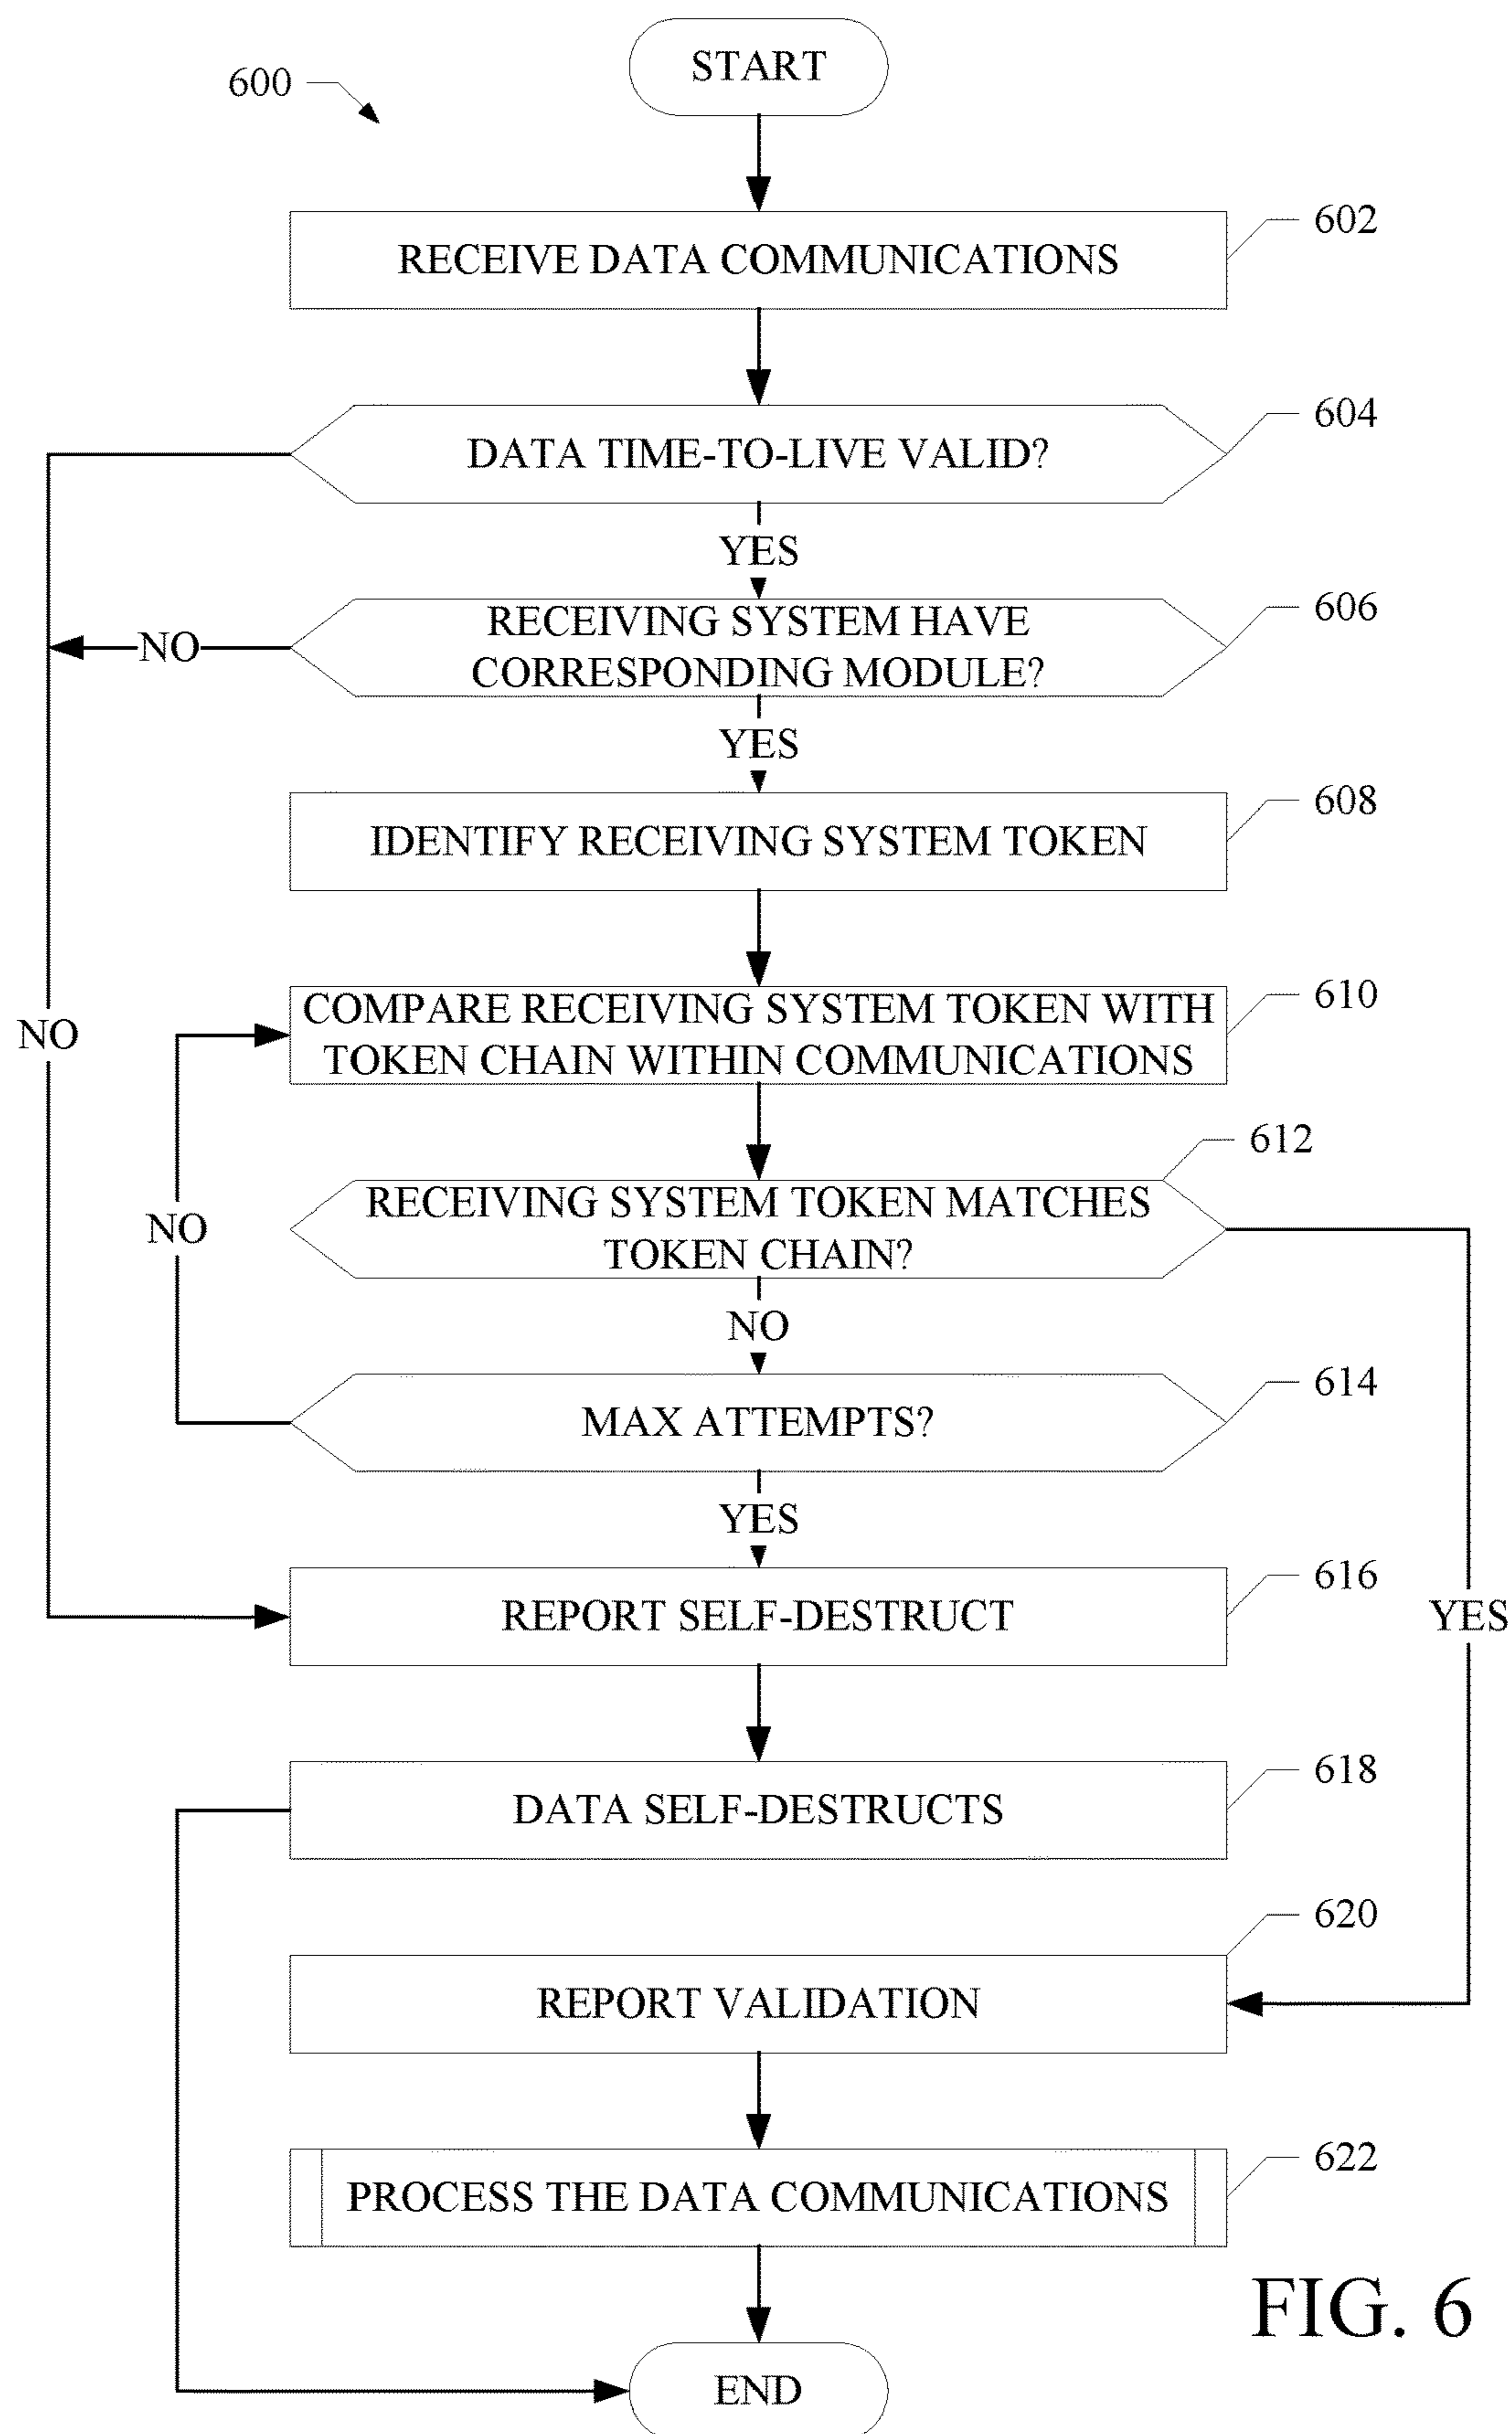 START
600
602
RECEIVE DATA COMMUNICATIONS
604
DATA TIME-TO-LIVE VALID?
YES
606
RECEIVING SYSTEM HAVE
CORRESPONDING MODULE?
NO
YES
608
IDENTIFY RECEIVING SYSTEM TOKEN
610
COMPARE RECEIVING SYSTEM TOKEN WITH
TOKEN CHAIN WITHIN COMMUNICATIONS
NO
612
RECEIVING SYSTEM TOKEN MATCHES
TOKEN CHAIN?
NO
NO
614
MAX ATTEMPTS?
YES
616
REPORT SELF-DESTRUCT
YES
618
DATA SELF-DESTRUCTS
620
REPORT VALIDATION
622
PROCESS THE DATA COMMUNICATIONS
FIG. 6
END